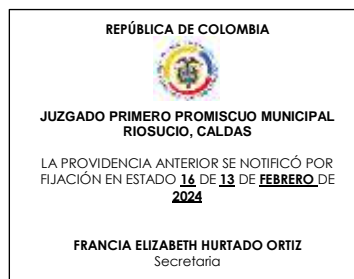 REPÚBLICA DE COLOMBIA
JUZGADO PRIMERO PROMISCUO MUNICIPAL
RIOSUCIO, CALDAS
LA PROVIDENCIA ANTERIOR SE NOTIFICÓ POR
FIJACIÓN EN ESTADO 16 DE 13 DE FEBRERO DE
2024
FRANCIA ELIZABETH HURTADO ORTIZ
Secretaria